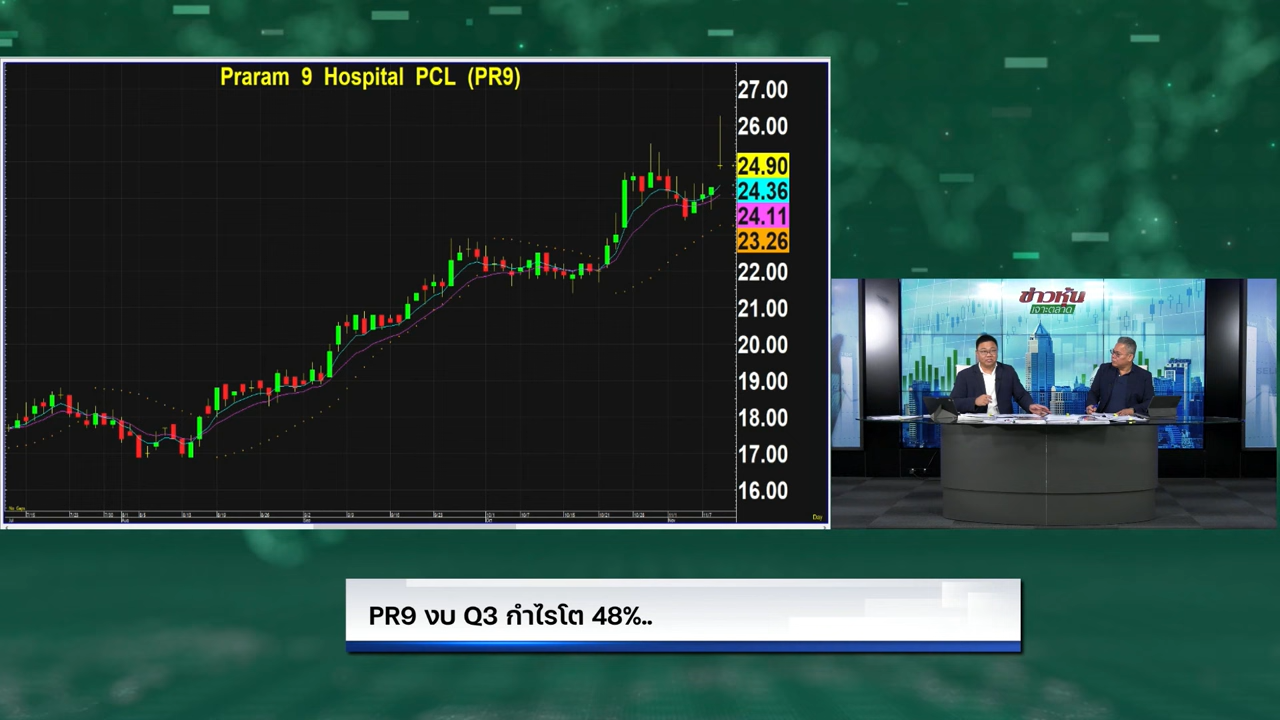 Praram 9 Hospital PCL (PR9)
27.00
26.00
24.90
24.36
24.11
23.26
22.00
21.00
20.00
19.00
18.00
17.00
16.00
Day
ข่าวหุ้น
เจาะตลาด
PR9 งบ Q3 กำไรโต 48%..